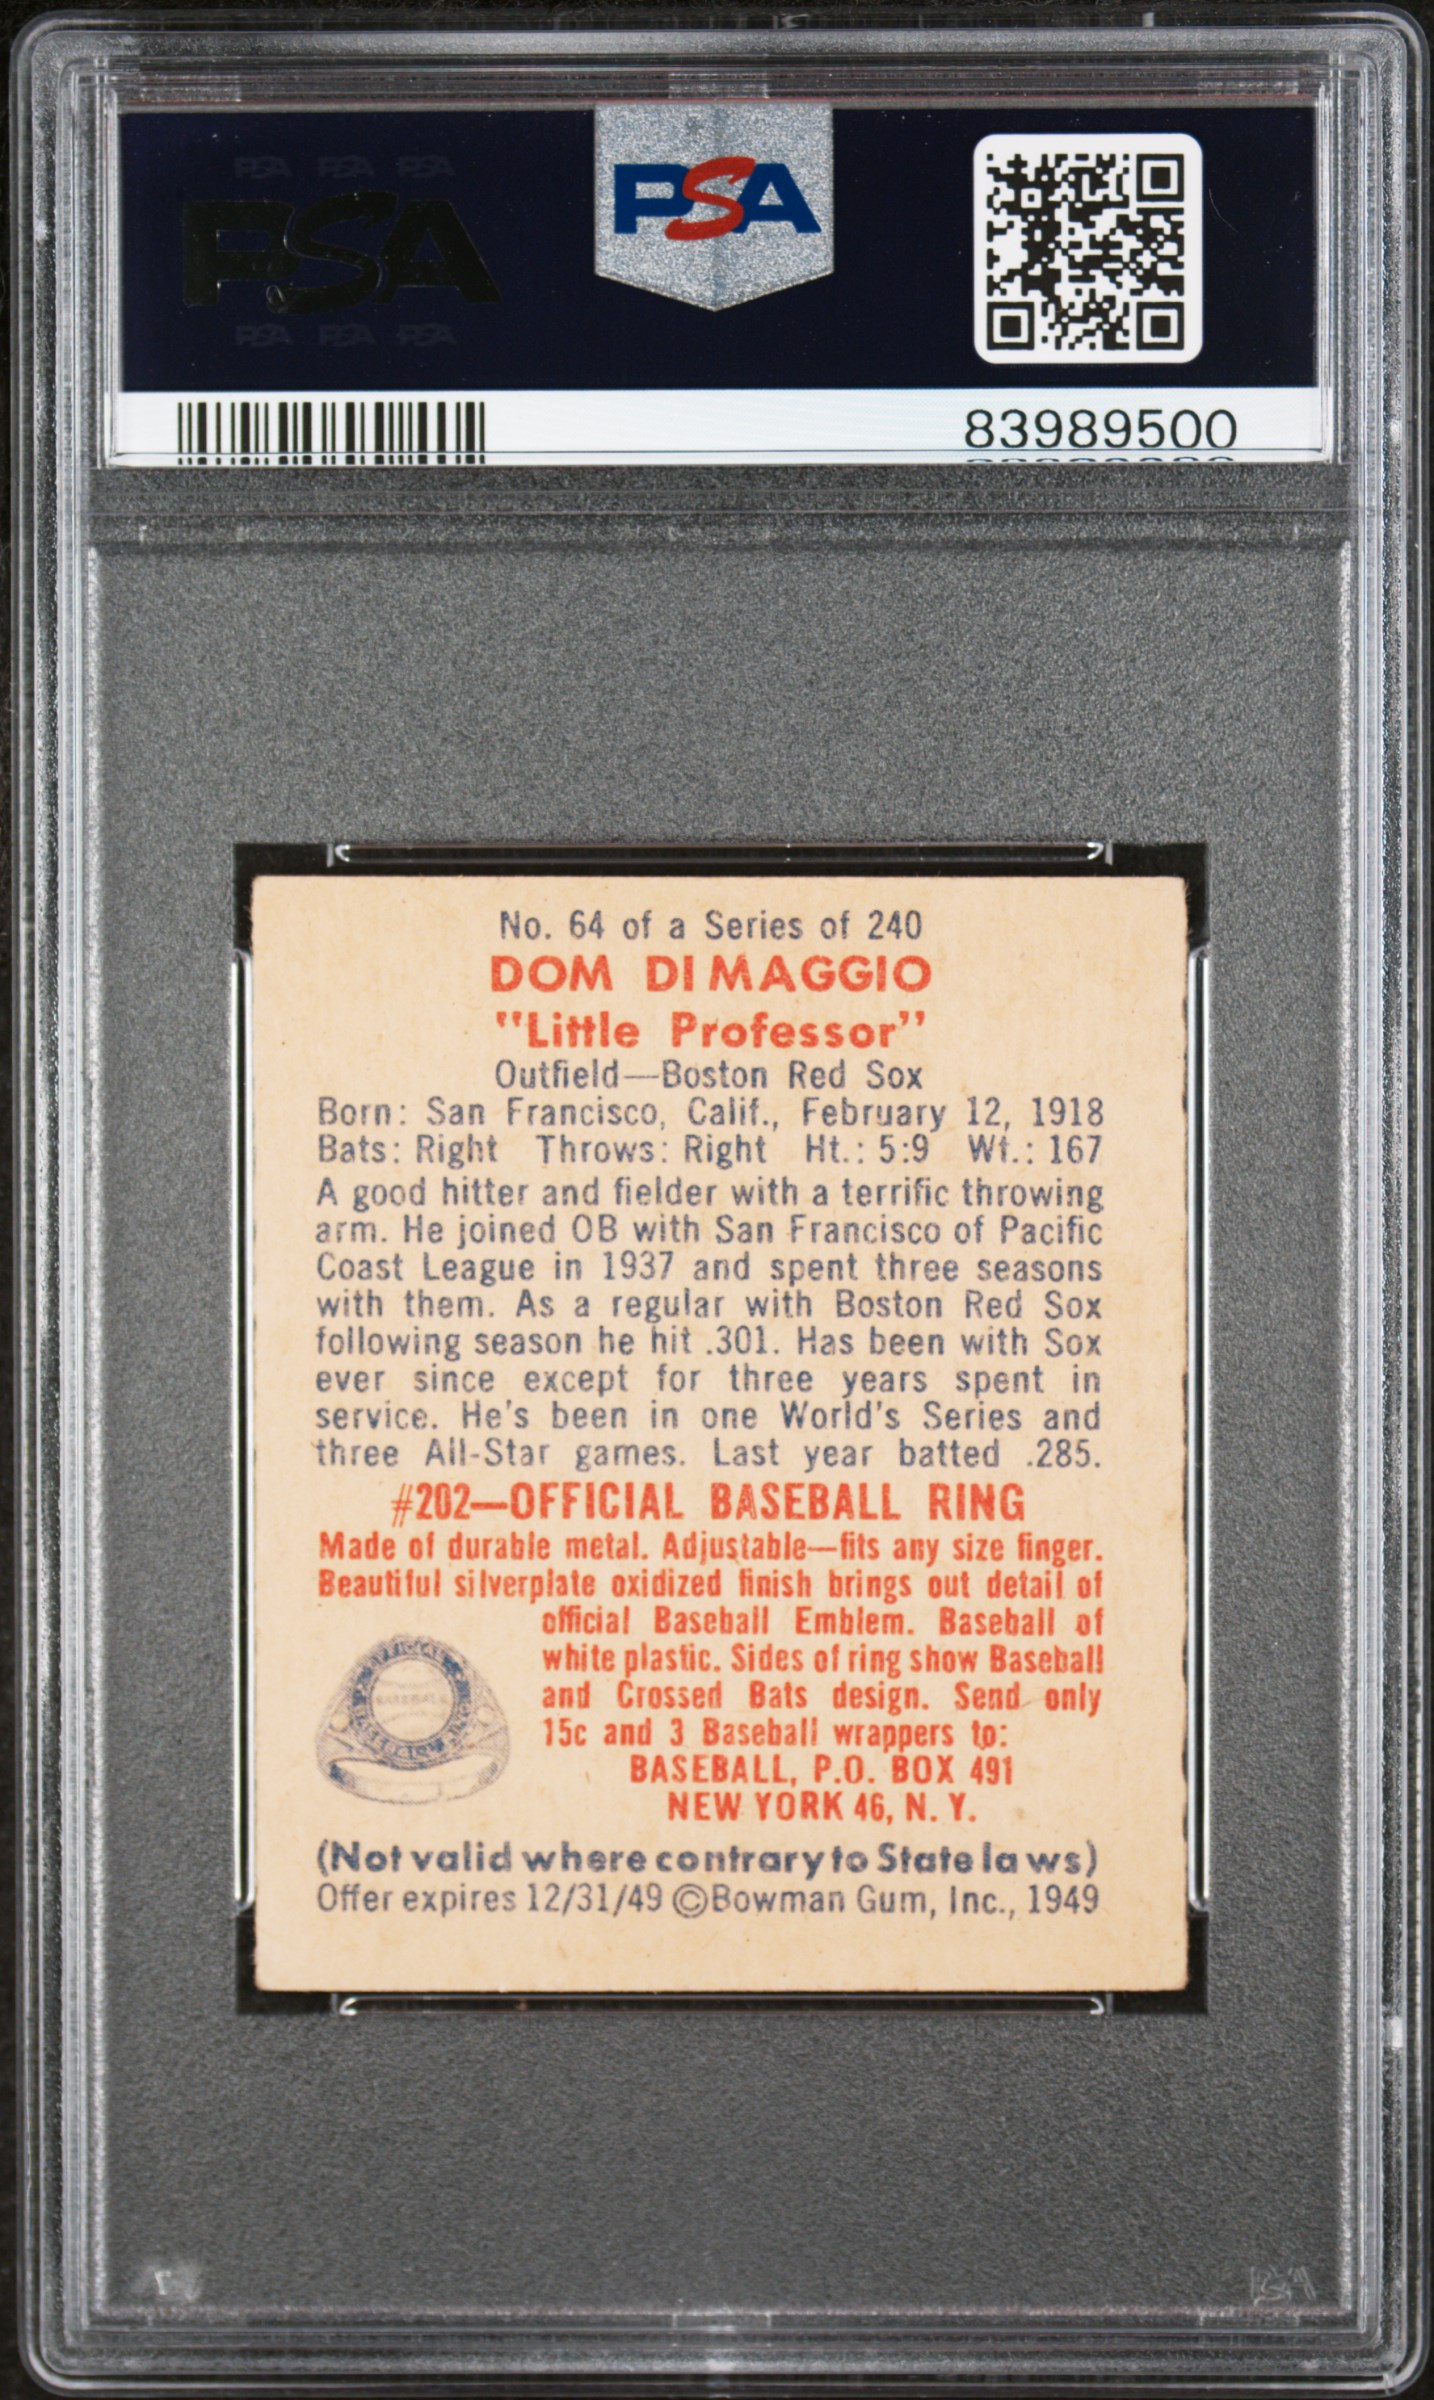 PSA PSA PSA
PSA
PSA PSA PSA
PSA
83989500
No. 64 of a Series of 240
DOM DI MAGGIO
"Little Professor"
Outfield—Boston Red Sox
Born: San Francisco, Calif., February 12, 1918
Bats: Right Throws: Right Ht.: 5:9 Wt.: 167
A good hitter and fielder with a terrific throwing
arm. He joined OB with San Francisco of Pacific
Coast League in 1937 and spent three seasons
with them. As a regular with Boston Red Sox
following season he hit .301. Has been with Sox
ever since except for three years spent in
service. He's been in one World's Series and
three All-Star games. Last year batted .285.
#202—OFFICIAL BASEBALL RING
Made of durable metal. Adjustable—fits any size finger.
Beautiful silverplate oxidized finish brings out detail of
official Baseball Emblem. Baseball of
white plastic. Sides of ring show Baseball
and Crossed Bats design. Send only
15c and 3 Baseball wrappers to:
BASEBALL, P.O. BOX 491
NEW YORK 46, N. Y.
(Not valid where contrary to State laws)
Offer expires 12/31/49 ©Bowman Gum, Inc., 1949